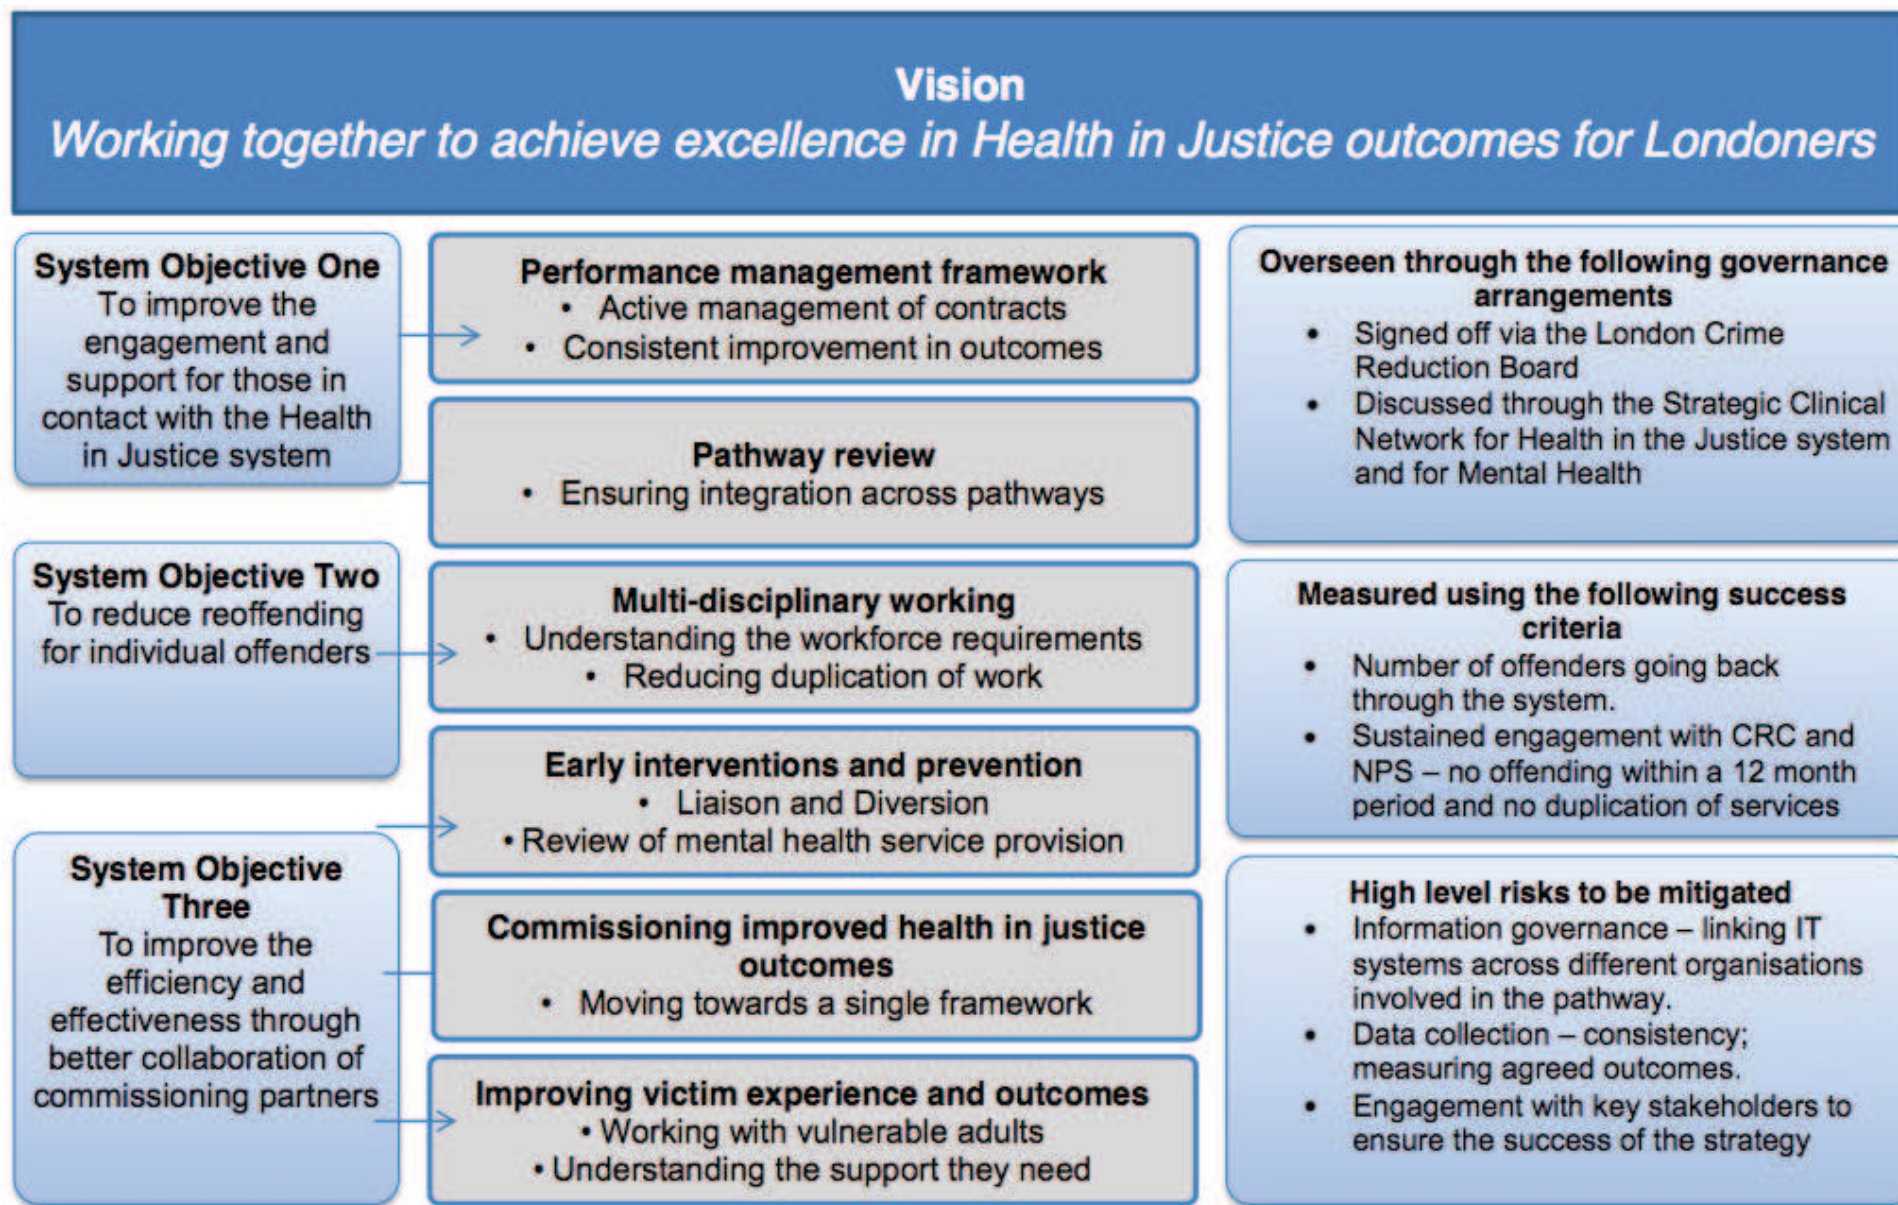 Vision
Working together to achieve excellence in Health in Justice outcomes for Londoners
System Objective One
To improve the
engagement and
support for those in
contact with the Health
in Justice system
System Objective Two
To reduce reoffending
for individual offenders
System Objective
Three
To improve the
efficiency and
effectiveness through
better collaboration of
commissioning partners
Performance management framework
• Active management of contracts
• Consistent improvement in outcomes
Pathway review
• Ensuring integration across pathways
Multi-disciplinary working
• Understanding the workforce requirements
• Reducing duplication of work
Early interventions and prevention
• Liaison and Diversion
• Review of mental health service provision
Commissioning improved health in justice
outcomes
• Moving towards a single framework
Improving victim experience and outcomes
• Working with vulnerable adults
• Understanding the support they need
Overseen through the following governance
arrangements
• Signed off via the London Crime
Reduction Board
• Discussed through the Strategic Clinical
Network for Health in the Justice system
and for Mental Health
Measured using the following success
criteria
• Number of offenders going back
through the system.
• Sustained engagement with CRC and
NPS – no offending within a 12 month
period and no duplication of services
High level risks to be mitigated
• Information governance – linking IT
systems across different organisations
involved in the pathway.
• Data collection – consistency;
measuring agreed outcomes.
• Engagement with key stakeholders to
ensure the success of the strategy